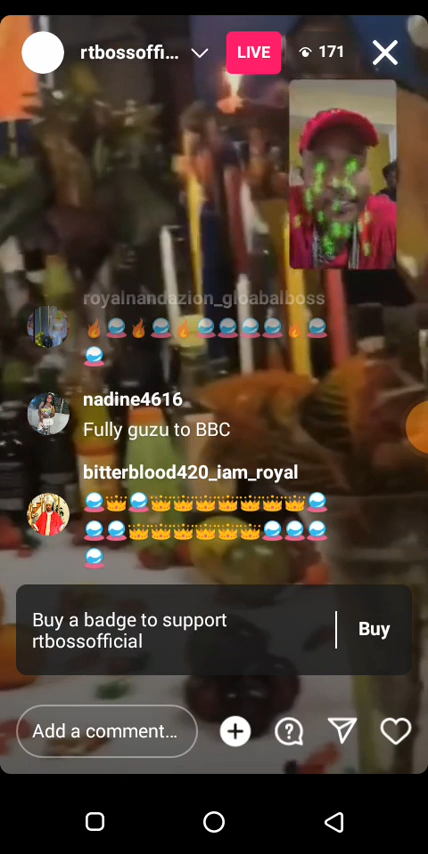 rtbossoffi...
LIVE
171
royalnandazion_gloabalboss
🔥🔮🔥🔮🔥🔮🔮🔮🔮🔥🔮
🔮
nadine4616
Fully guzu to BBC
bitterblood420_iam_royal
🔮👑🔮👑👑👑👑👑👑👑🔮
🔮🔮👑👑👑👑👑👑🔮🔮🔮
🔮
Buy a badge to support
rtbossofficial
Buy
Add a comment...